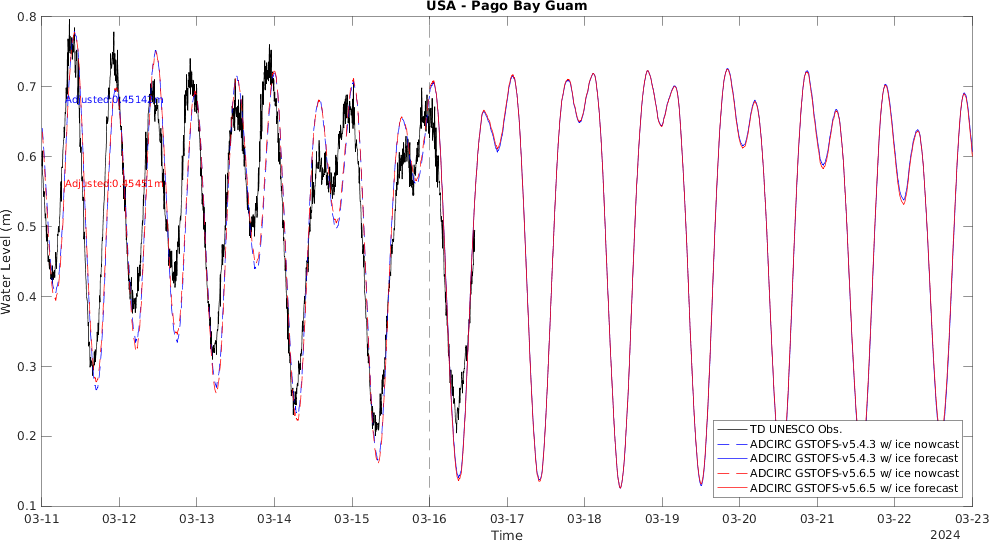 USA - Pago Bay Guam
0.8
0.7
0.6
0.5
0.4
0.3
0.2
0.1
Water Level (m)
Adjusted:0.45142m
Adjusted:0.45451m
TD UNESCO Obs.
ADCIRC GSTOFS-v5.4.3 w/ ice nowcast
ADCIRC GSTOFS-v5.4.3 w/ ice forecast
ADCIRC GSTOFS-v5.6.5 w/ ice nowcast
ADCIRC GSTOFS-v5.6.5 w/ ice forecast
03-11 03-12 03-13 03-14 03-15 03-16 03-17 03-18 03-19 03-20 03-21 03-22 03-23
Time
2024